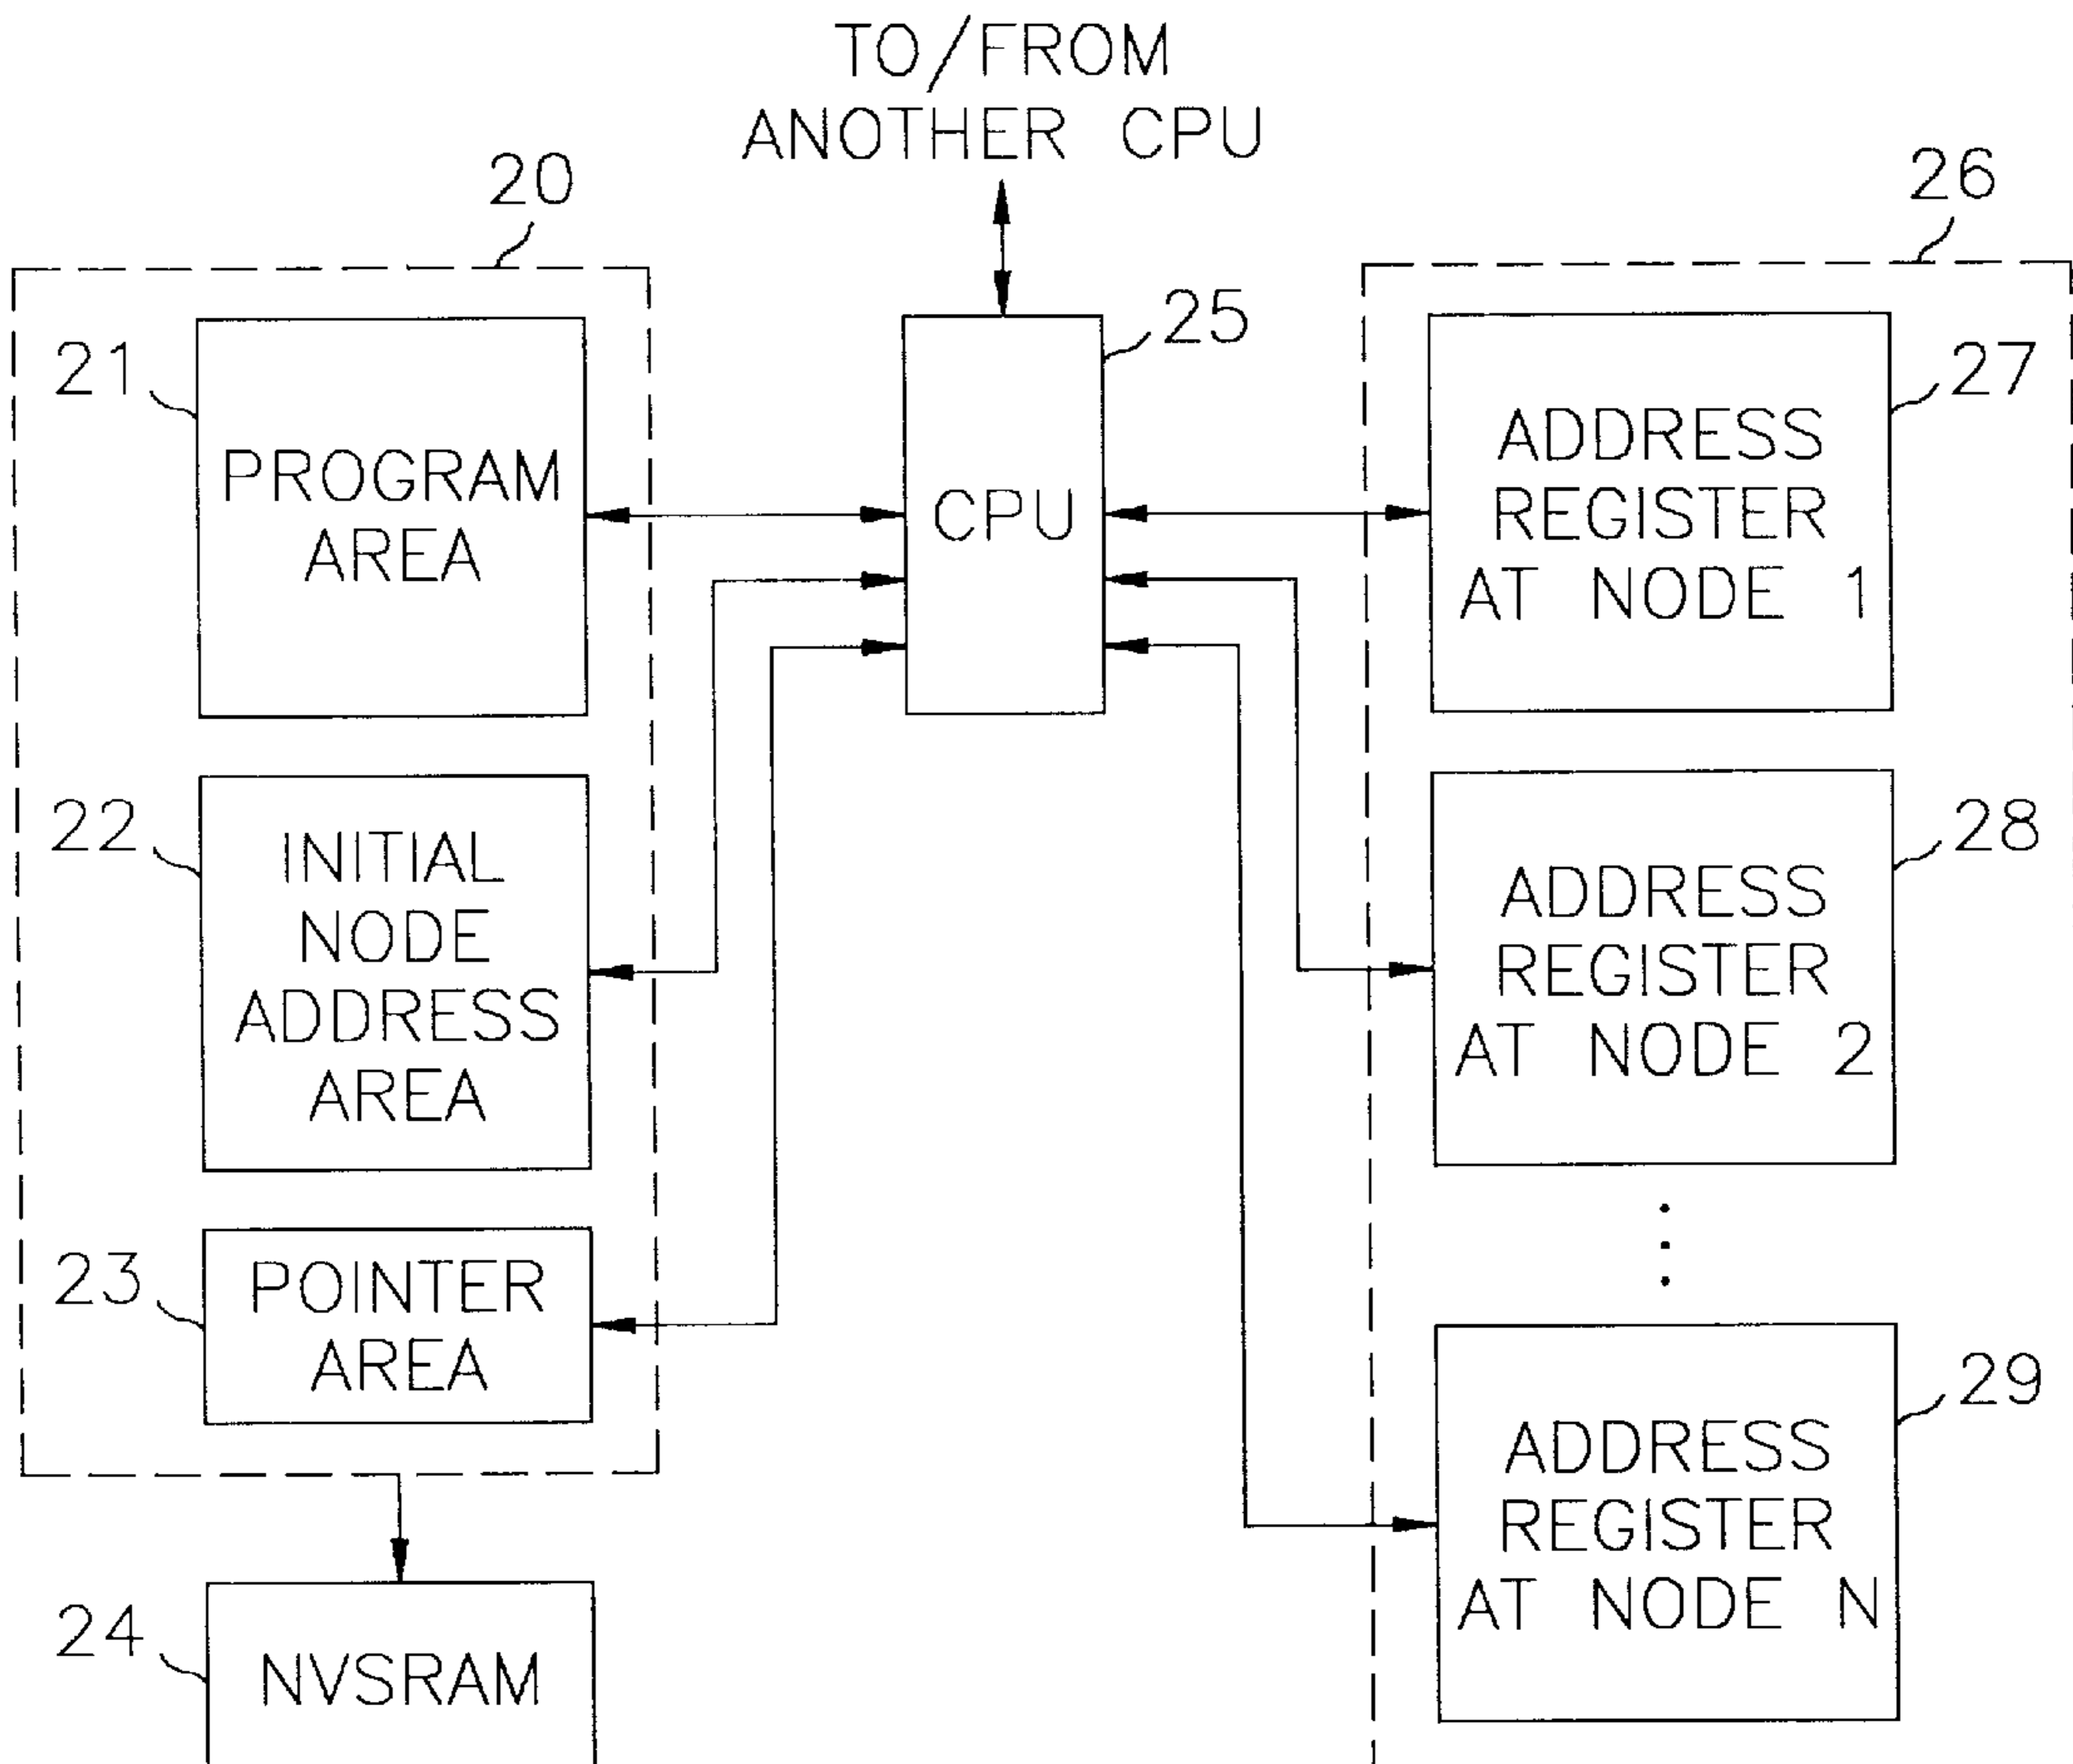 TO/FROM
ANOTHER CPU
20
26
21
PROGRAM
AREA
25
CPU
27
ADDRESS
REGISTER
AT NODE 1
22
INITIAL
NODE
ADDRESS
AREA
28
ADDRESS
REGISTER
AT NODE 2
23
POINTER
AREA
29
ADDRESS
REGISTER
AT NODE N
24
NVSRAM